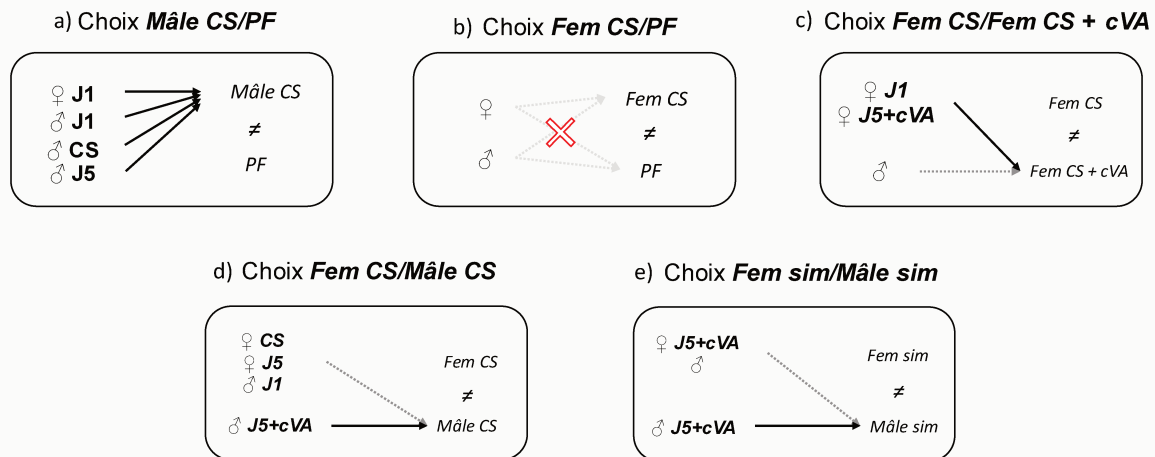 a) Choix Mâle CS/PF
♀ J1
♂ J1
♂ CS
♂ J5
Mâle CS
≠
PF
b) Choix Fem CS/PF
♀
♂
Fem CS
≠
PF
c) Choix Fem CS/Fem CS + cVA
♀ J1
♀ J5+cVA
♂
Fem CS
≠
Fem CS + cVA
d) Choix Fem CS/Mâle CS
♀ CS
♀ J5
♂ J1
♂ J5+cVA
Fem CS
≠
Mâle CS
e) Choix Fem sim/Mâle sim
♀ J5+cVA
♂
♂ J5+cVA
Fem sim
≠
Mâle sim